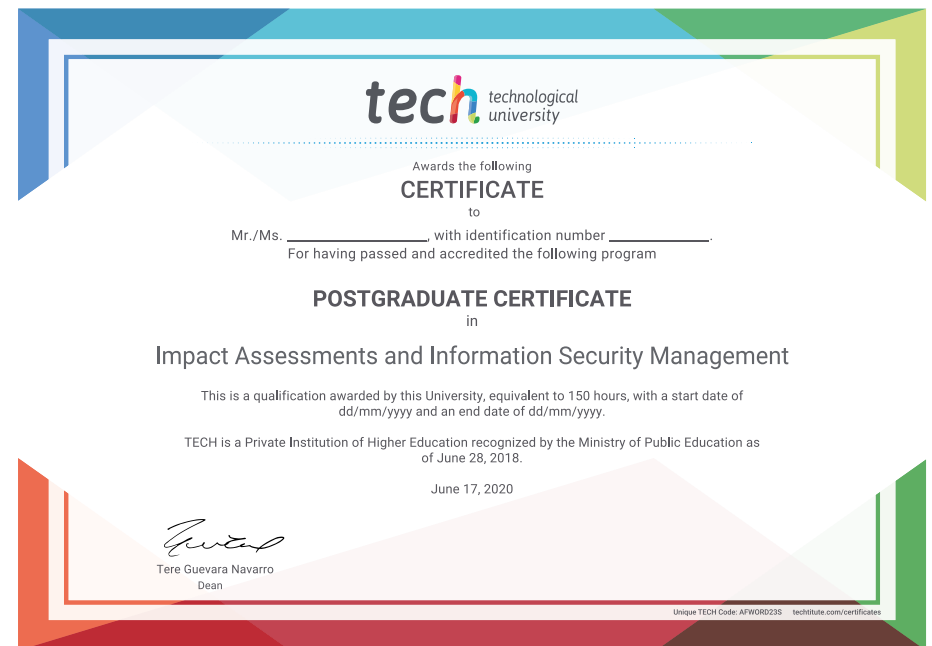 tech technological
university
Awards the following
CERTIFICATE
to
Mr./Ms. ____________________, with identification number ______________.
For having passed and accredited the following program
POSTGRADUATE CERTIFICATE
in
Impact Assessments and Information Security Management
This is a qualification awarded by this University, equivalent to 150 hours, with a start date of
dd/mm/yyyy and an end date of dd/mm/yyyy.
TECH is a Private Institution of Higher Education recognized by the Ministry of Public Education as
of June 28, 2018.
June 17, 2020
Tere Guevara Navarro
Dean
Unique TECH Code: AFWORD23S techtitute.com/certificates